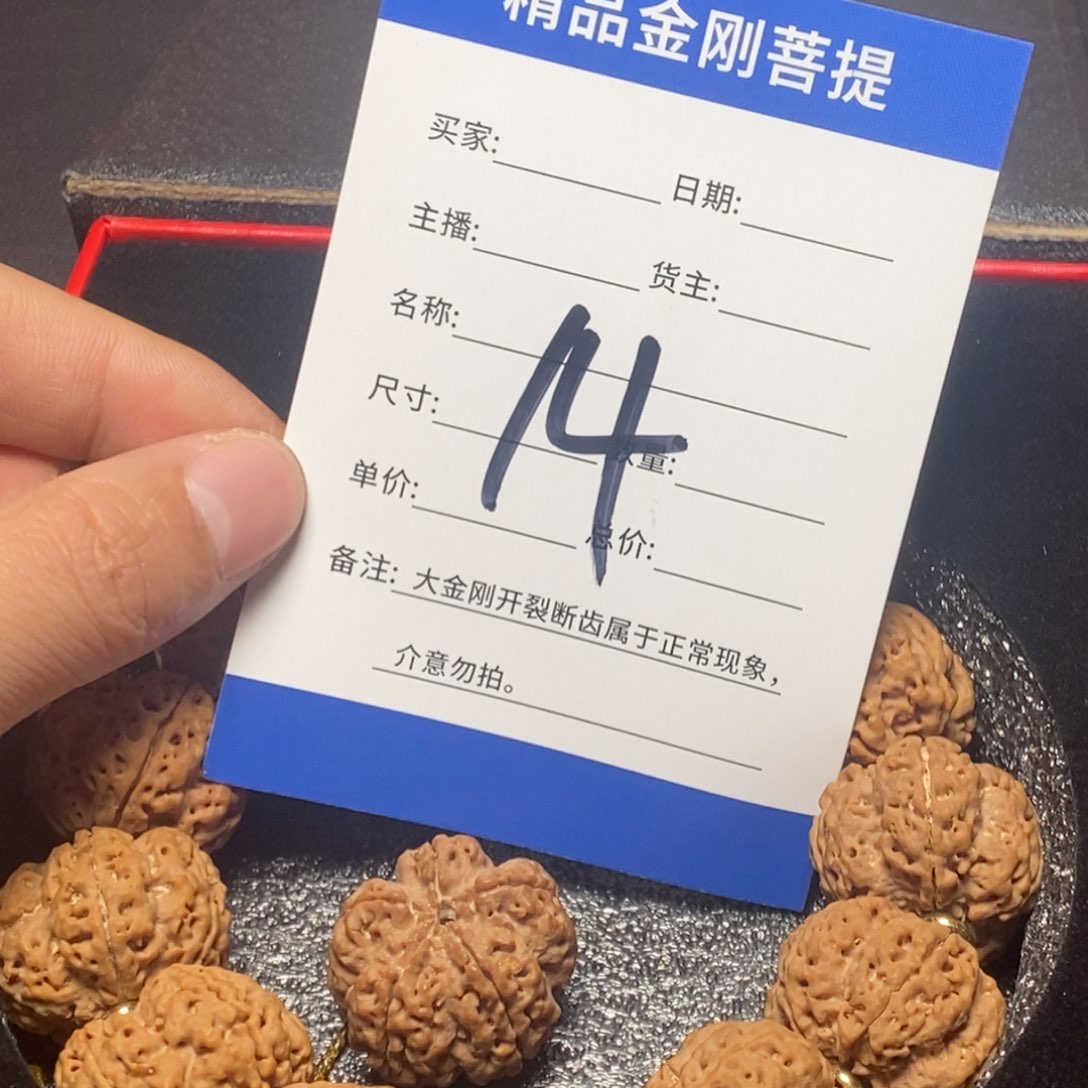 精品金刚菩提
买家:
日期:
主播:
货主:
名称:
尺寸:
14
数量:
单价:
总价:
备注: 大金刚开裂断齿属于正常现象，
介意勿拍。